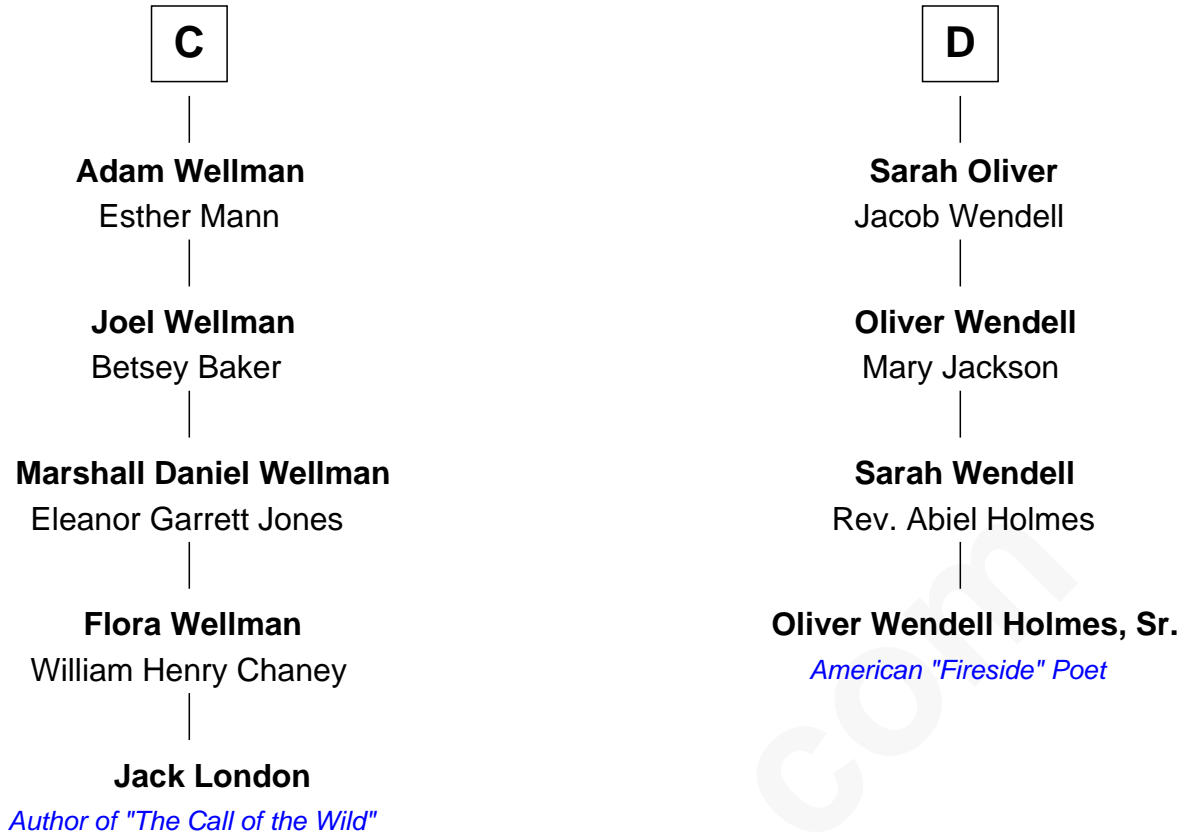 C
Adam Wellman
Esther Mann
Joel Wellman
Betsey Baker
Marshall Daniel Wellman
Eleanor Garrett Jones
Flora Wellman
William Henry Chaney
Jack London
Author of "The Call of the Wild"
D
Sarah Oliver
Jacob Wendell
Oliver Wendell
Mary Jackson
Sarah Wendell
Rev. Abiel Holmes
Oliver Wendell Holmes, Sr.
American "Fireside" Poet
com